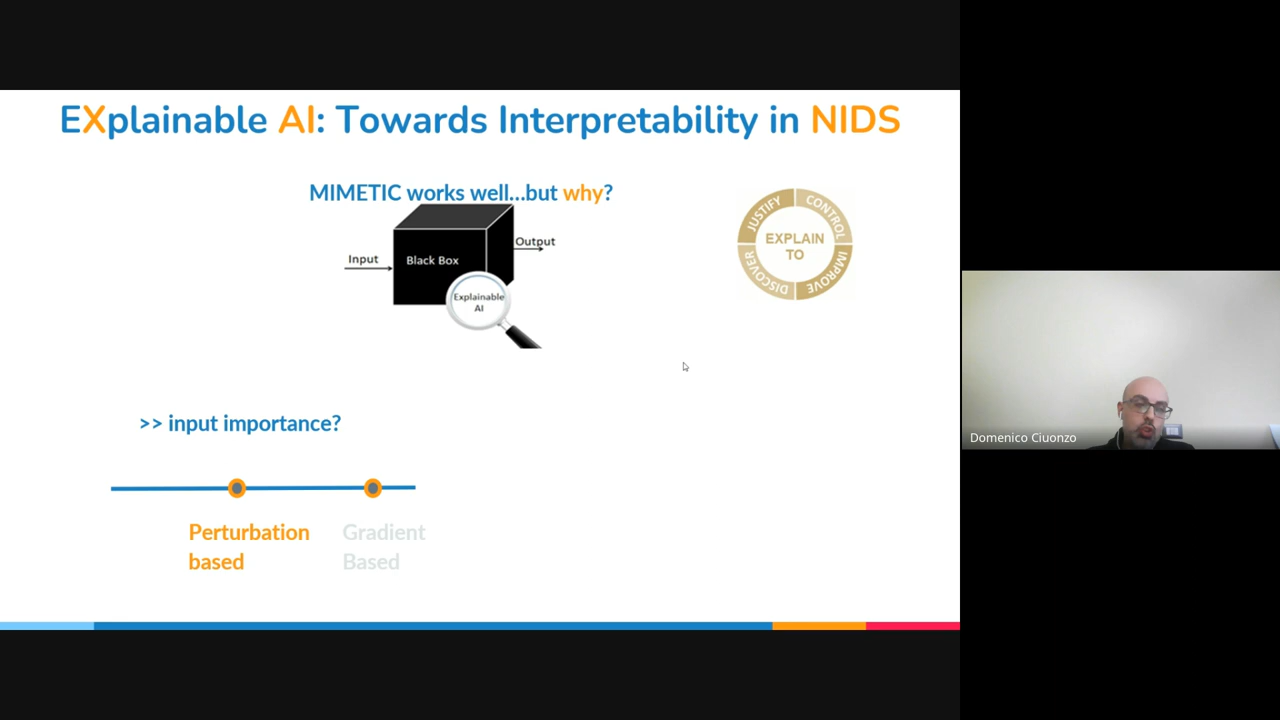 EXplainable AI: Towards Interpretability in NIDS
MIMETIC works well...but why?
Input
Black Box
Output
Explainable
AI
JUSTIFY
CONTROL
EXPLAIN
TO
DISCOVER
IMPROVE
>> input importance?
Perturbation
based
Gradient
Based
Domenico Ciuonzo